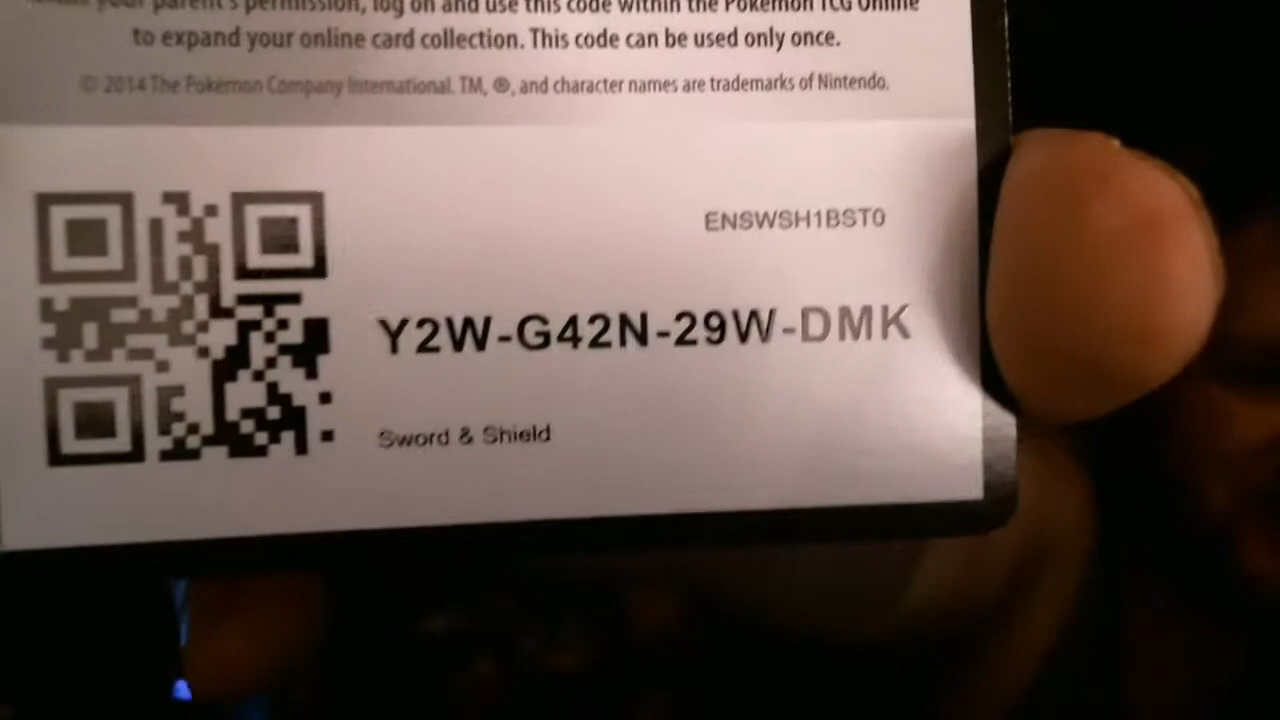 your parent's permission, log on and use this code within the Pokémon TCG Online
to expand your online card collection. This code can be used only once.
© 2014 The Pokémon Company International. TM, ®, and character names are trademarks of Nintendo.
ENSWSH1BST0
Y2W-G42N-29W-DMK
Sword & Shield